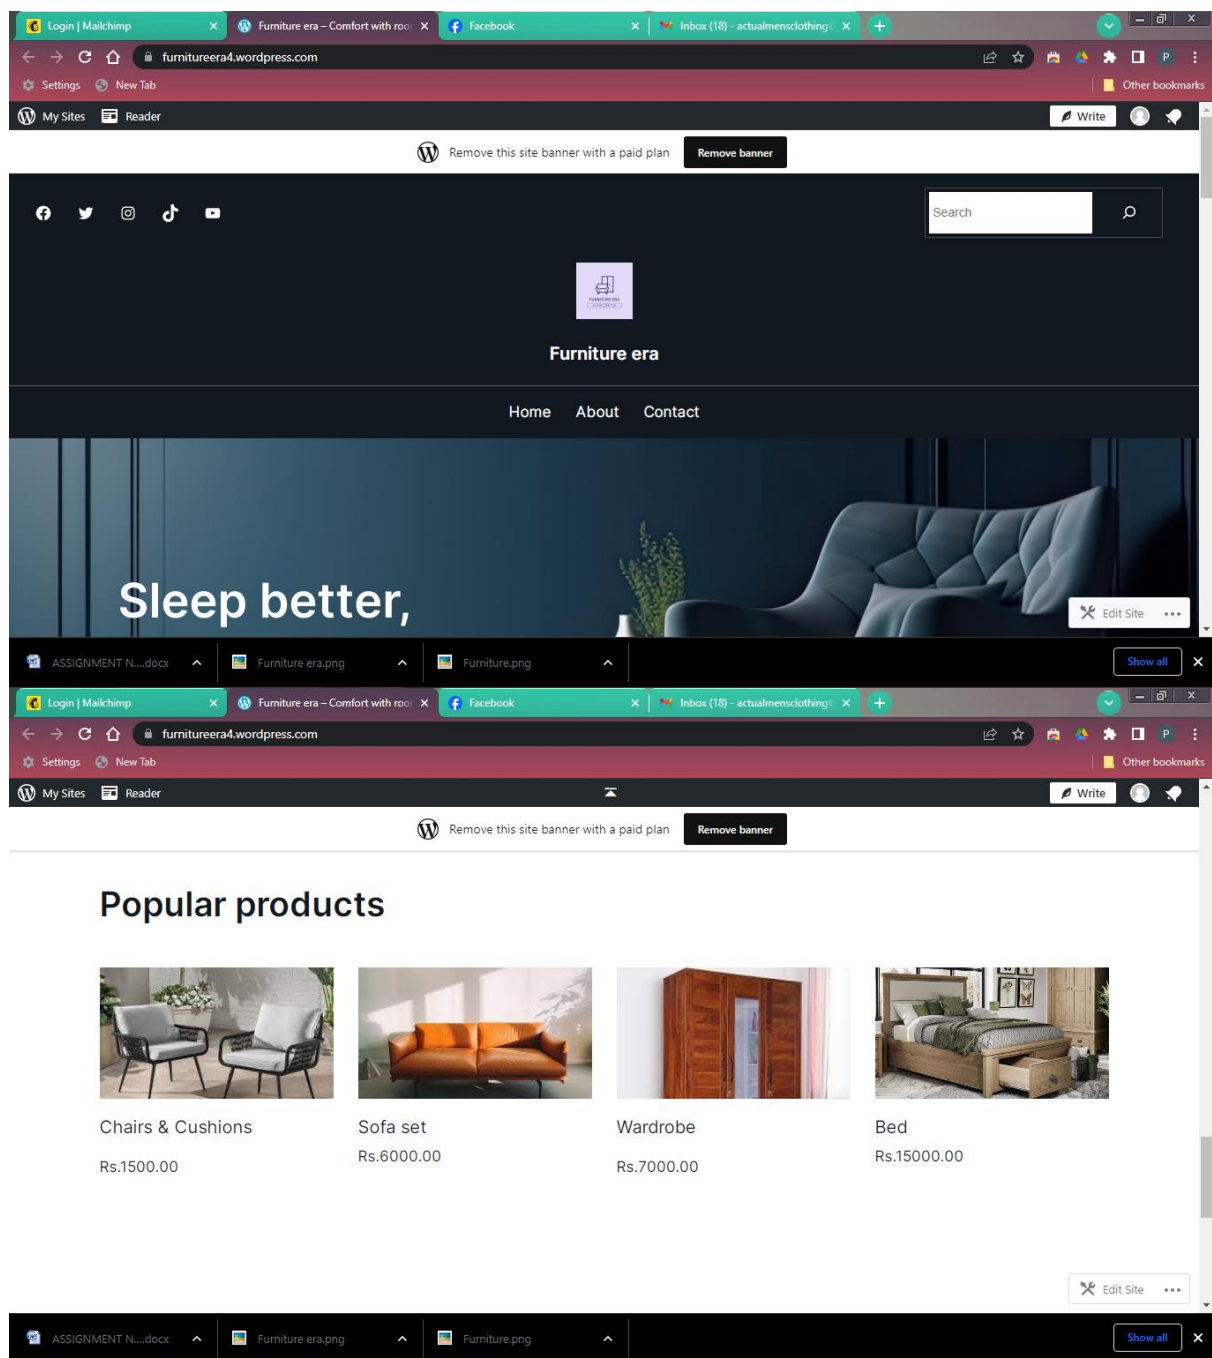 Login | Mailchimp
Furniture era – Comfort with roo
Facebook
Inbox (18) - actualmensclothing
furnitureera4.wordpress.com
P
Settings
New Tab
Other bookmarks
My Sites
Reader
Write
Remove this site banner with a paid plan
Remove banner
Search
FURNITURE ERA
Furniture era
Home
About
Contact
Sleep better,
Edit Site
ASSIGNMENT N....docx
Furniture era.png
Furniture.png
Show all
Login | Mailchimp
Furniture era – Comfort with roo
Facebook
Inbox (18) - actualmensclothing
furnitureera4.wordpress.com
P
Settings
New Tab
Other bookmarks
My Sites
Reader
Write
Remove this site banner with a paid plan
Remove banner
Popular products
Chairs & Cushions
Sofa set
Wardrobe
Bed
Rs.1500.00
Rs.6000.00
Rs.7000.00
Rs.15000.00
Edit Site
ASSIGNMENT N....docx
Furniture era.png
Furniture.png
Show all